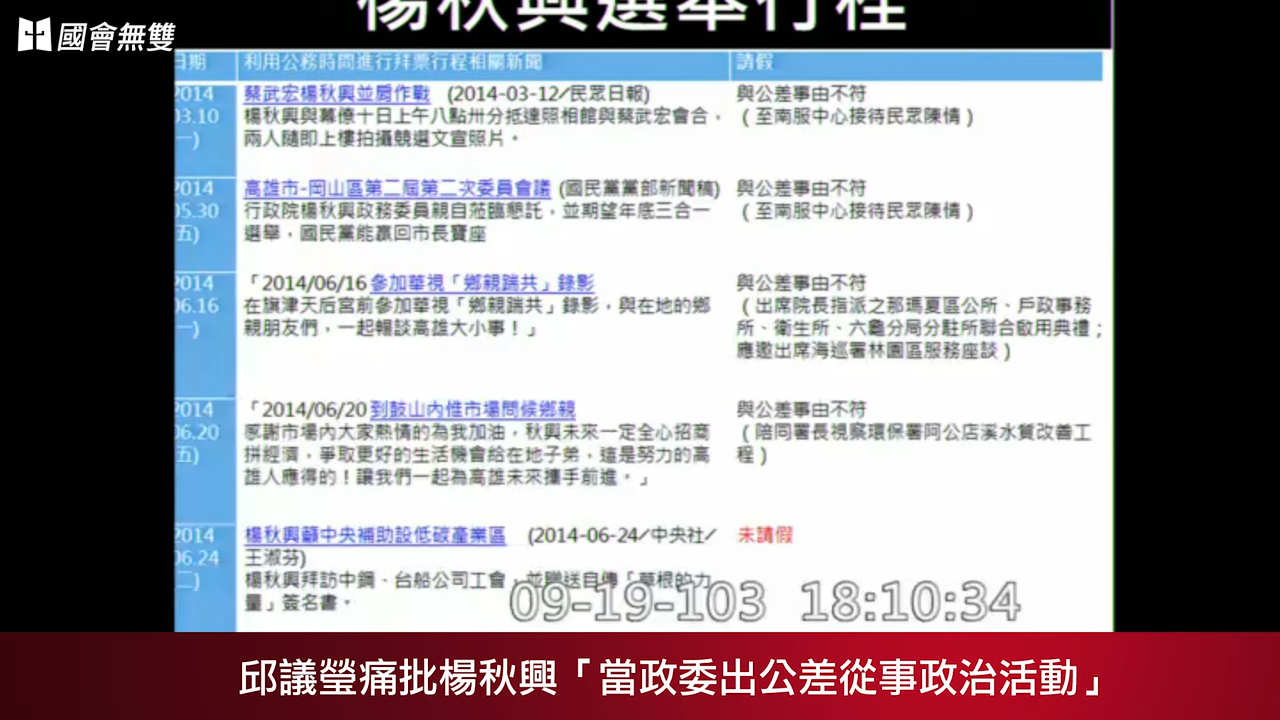 國會無雙
楊秋興選舉行程
日期 利用公務時間進行拜票行程相關新聞 請假
2014 蔡武宏楊秋興並肩作戰 (2014-03-12/民眾日報) 與公差事由不符
03.10 楊秋興與幕僚十日上午八點卅分抵達照相館與蔡武宏會合， （至南服中心接待民眾陳情）
一) 兩人隨即上樓拍攝競選文宣照片。
2014 高雄市-岡山區第二屆第二次委員會議 (國民黨黨部新聞稿) 與公差事由不符
05.30 行政院楊秋興政務委員親自蒞臨懇託，並期望年底三合一 （至南服中心接待民眾陳情）
五) 選舉，國民黨能贏回市長寶座
2014 「2014/06/16 參加華視「鄉親踹共」錄影 與公差事由不符
06.16 在旗津天后宮前參加華視「鄉親踹共」錄影，與在地的鄉 （出席院長指派之那瑪夏區公所、戶政事務
一) 親朋友們，一起暢談高雄大小事！」 所、衛生所、六龜分局分駐所聯合啟用典禮；
應邀出席海巡署林園區服務座談）
2014 「2014/06/20 到鼓山內惟市場問候鄉親 與公差事由不符
06.20 感謝市場內大家熱情的為我加油，秋興未來一定全心招商 （陪同署長視察環保署阿公店溪水質改善工
五) 拼經濟，爭取更好的生活機會給在地子弟，這是努力的高 程）
雄人應得的！讓我們一起為高雄未來攜手前進。」
2014 楊秋興籲中央補助設低碳產業區 (2014-06-24/中央社/ 未請假
06.24 王淑芬)
二) 楊秋興拜訪中鋼、台船公司工會，並贈送自傳「草根的力
量」簽名書。
09-19-103 18:10:34
邱議瑩痛批楊秋興「當政委出公差從事政治活動」